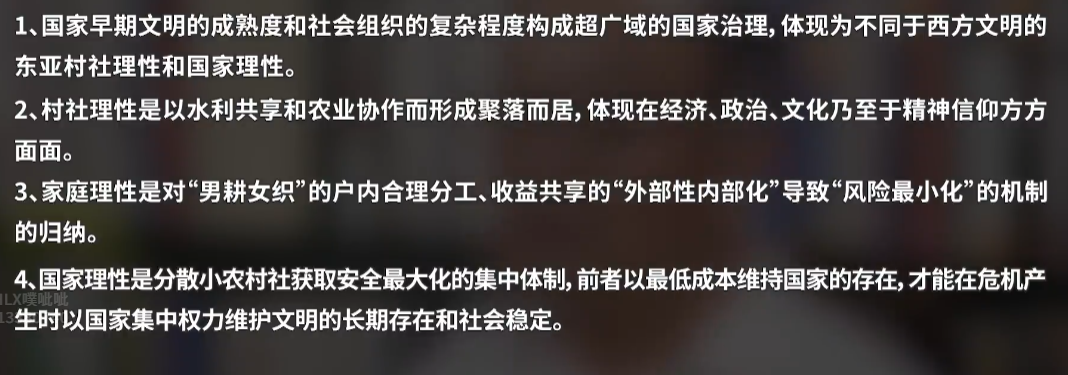 1、国家早期文明的成熟度和社会组织的复杂程度构成超广域的国家治理，体现为不同于西方文明的
东亚村社理性和国家理性。
2、村社理性是以水利共享和农业协作而形成聚落而居，体现在经济、政治、文化乃至于精神信仰方方
面面。
3、家庭理性是对“男耕女织”的户内合理分工、收益共享的“外部性内部化”导致“风险最小化”的机制
的归纳。
4、国家理性是分散小农村社获取安全最大化的集中体制，前者以最低成本维持国家的存在，才能在危机产
生时以国家集中权力维护文明的长期存在和社会稳定。